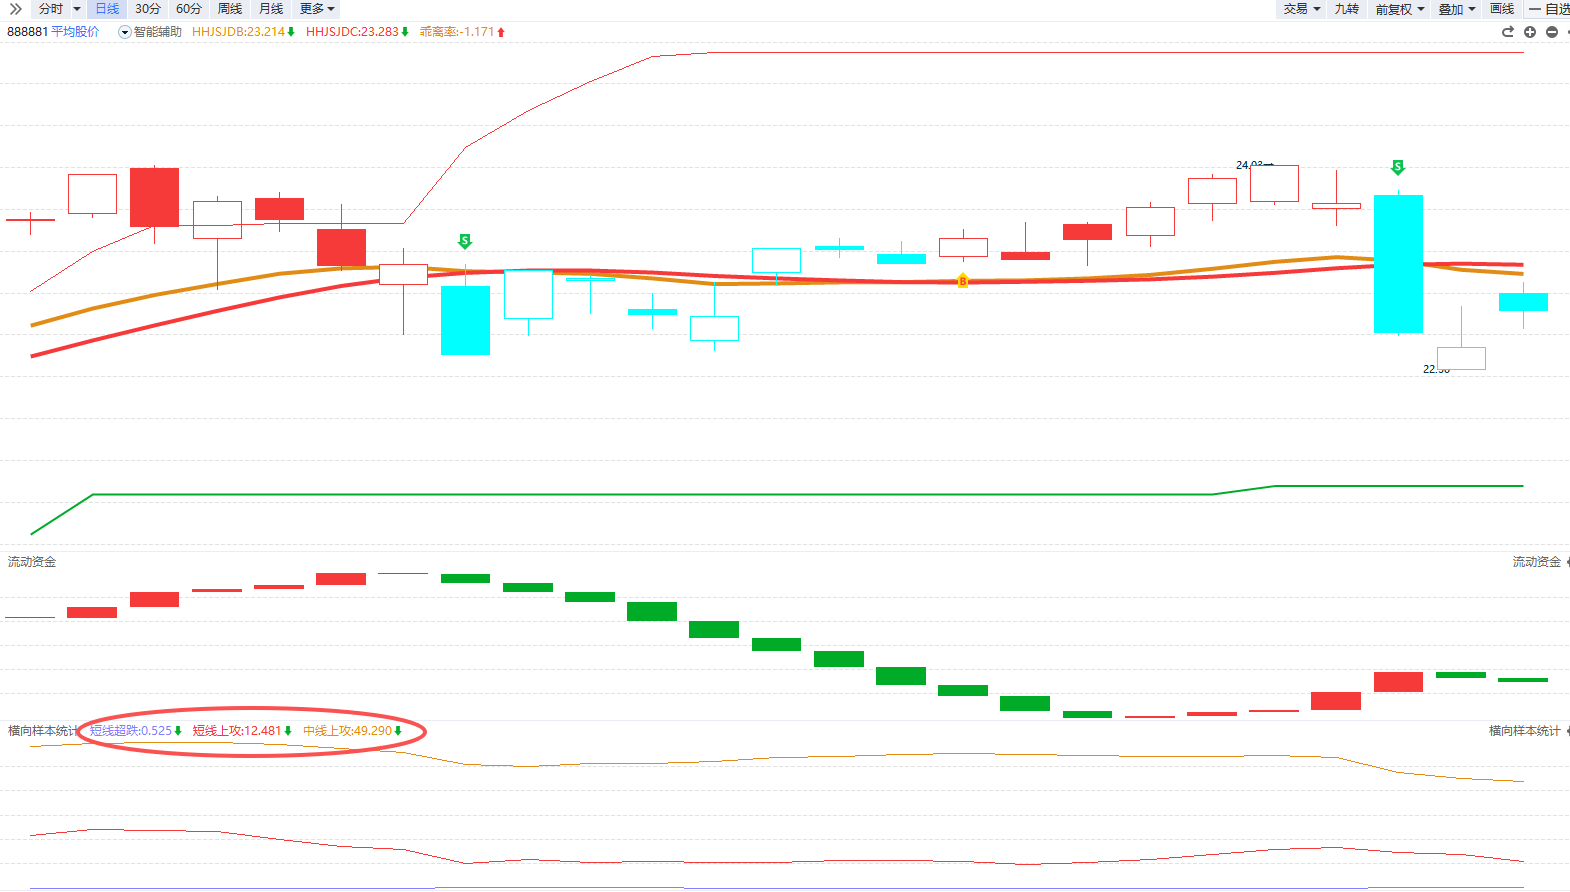 分时 日线 30分 60分 周线 月线 更多 交易 九转 前复权 叠加 画线 自选
888881 平均股价 智能辅助 HHJSJDB:23.214 HHJSJDC:23.283 乖离率:-1.171
24.03
S
S
B
流动资金 流动资金
横向样本统计 短线超跌:0.525 短线上攻:12.481 中线上攻:49.290 横向样本统计